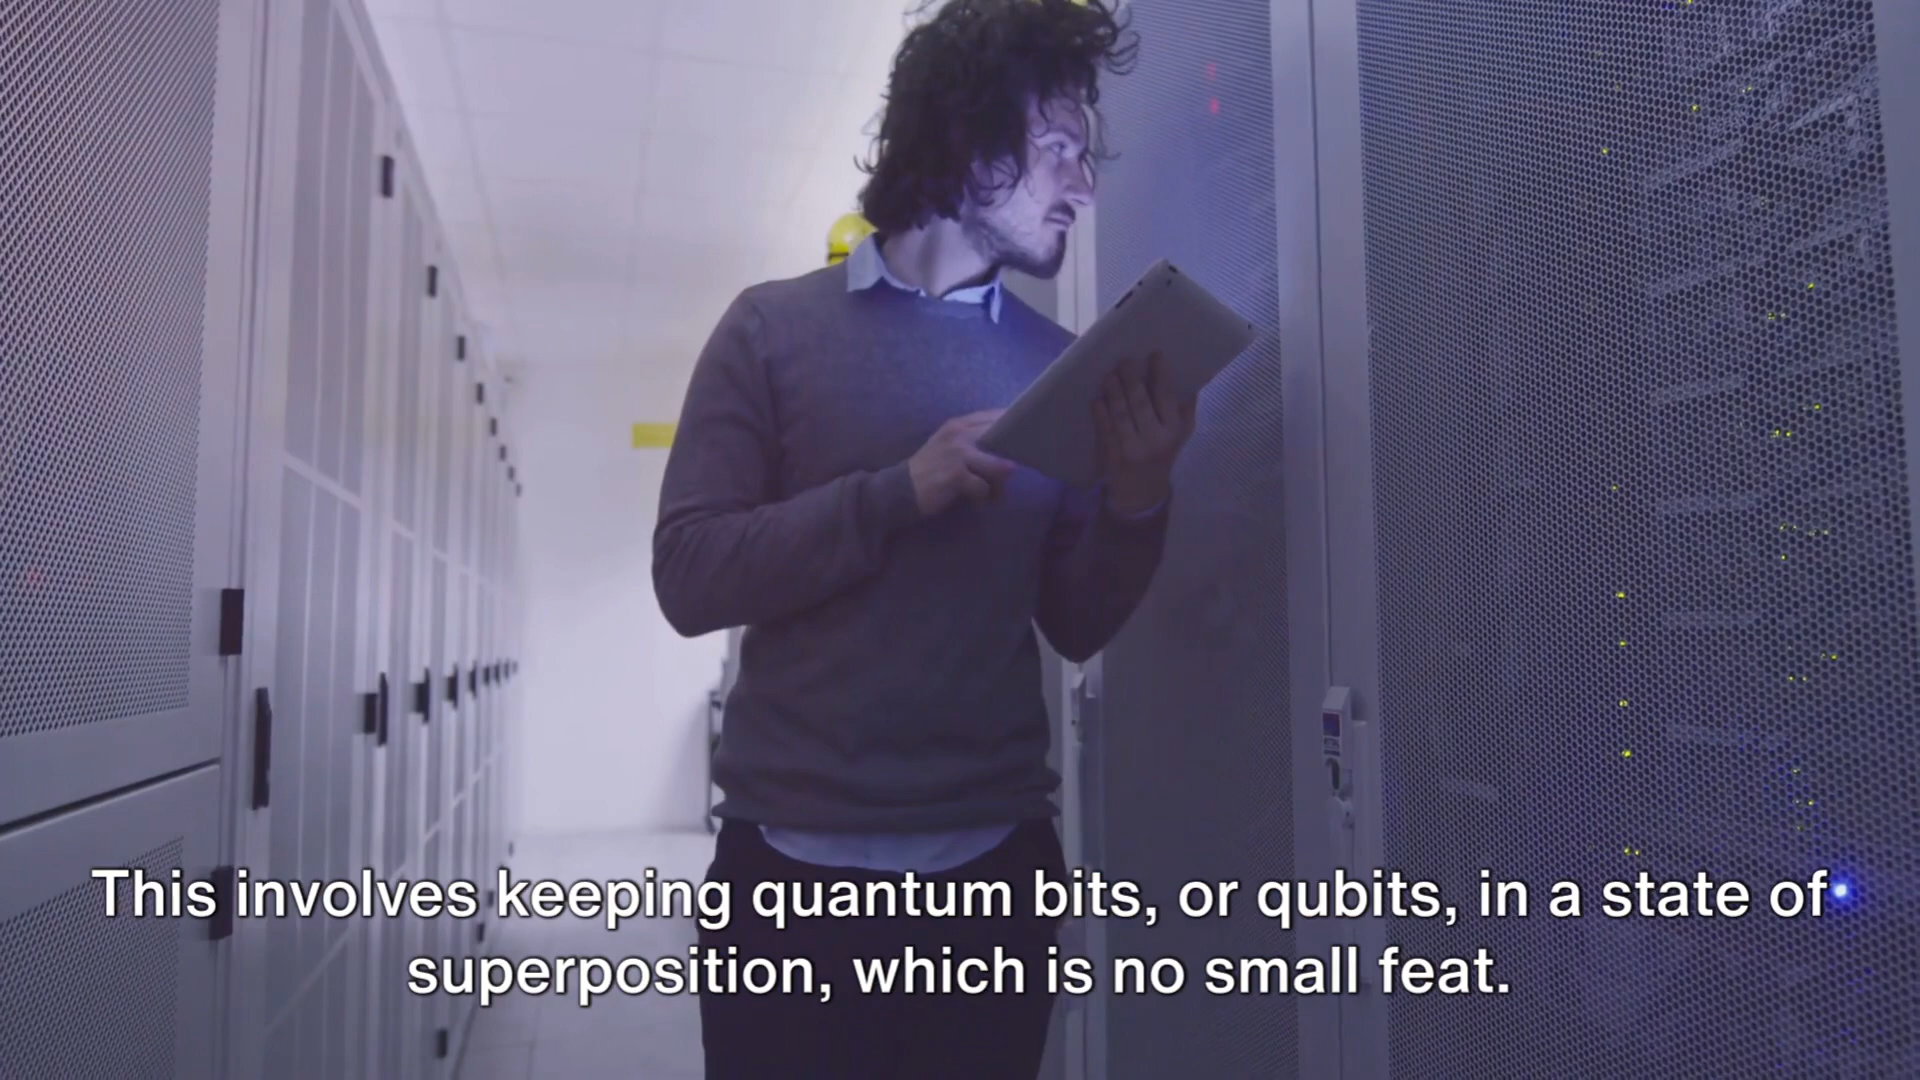 This involves keeping quantum bits, or qubits, in a state of
superposition, which is no small feat.